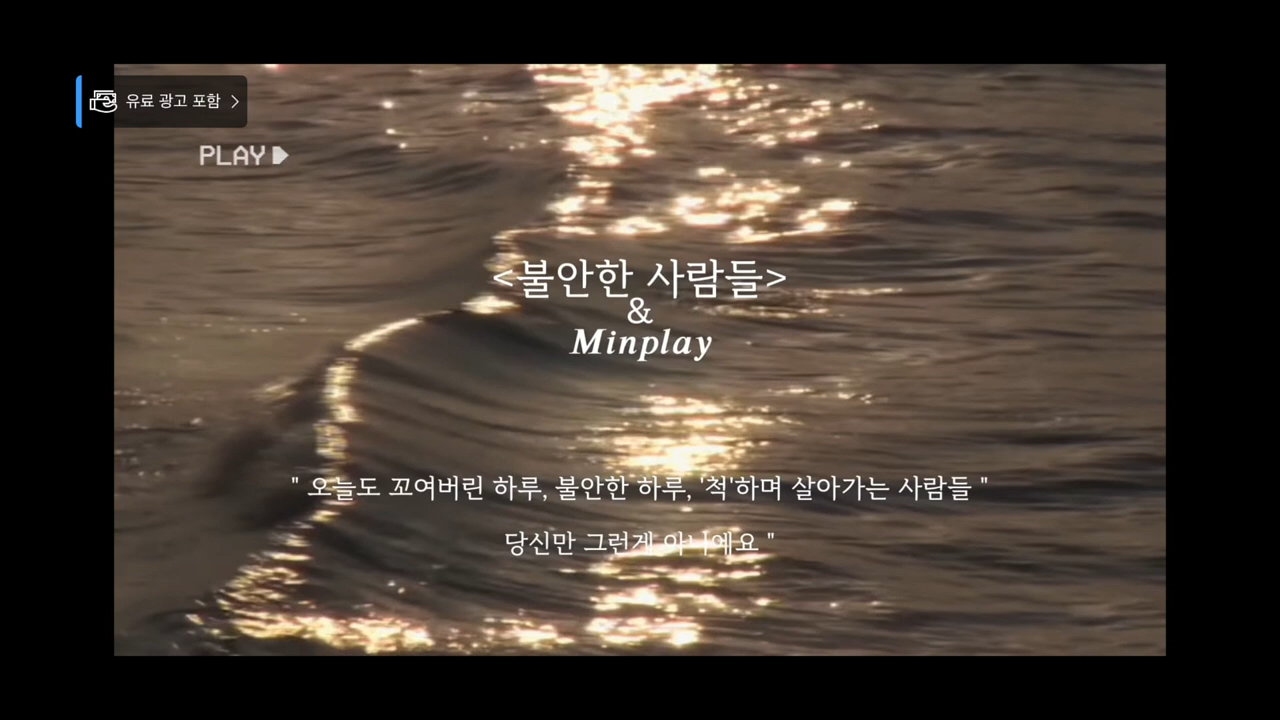 유료 광고 포함
PLAY
<불안한 사람들>
&
Minplay
" 오늘도 꼬여버린 하루, 불안한 하루, '척'하며 살아가는 사람들 "
당신만 그런게 아니예요 "